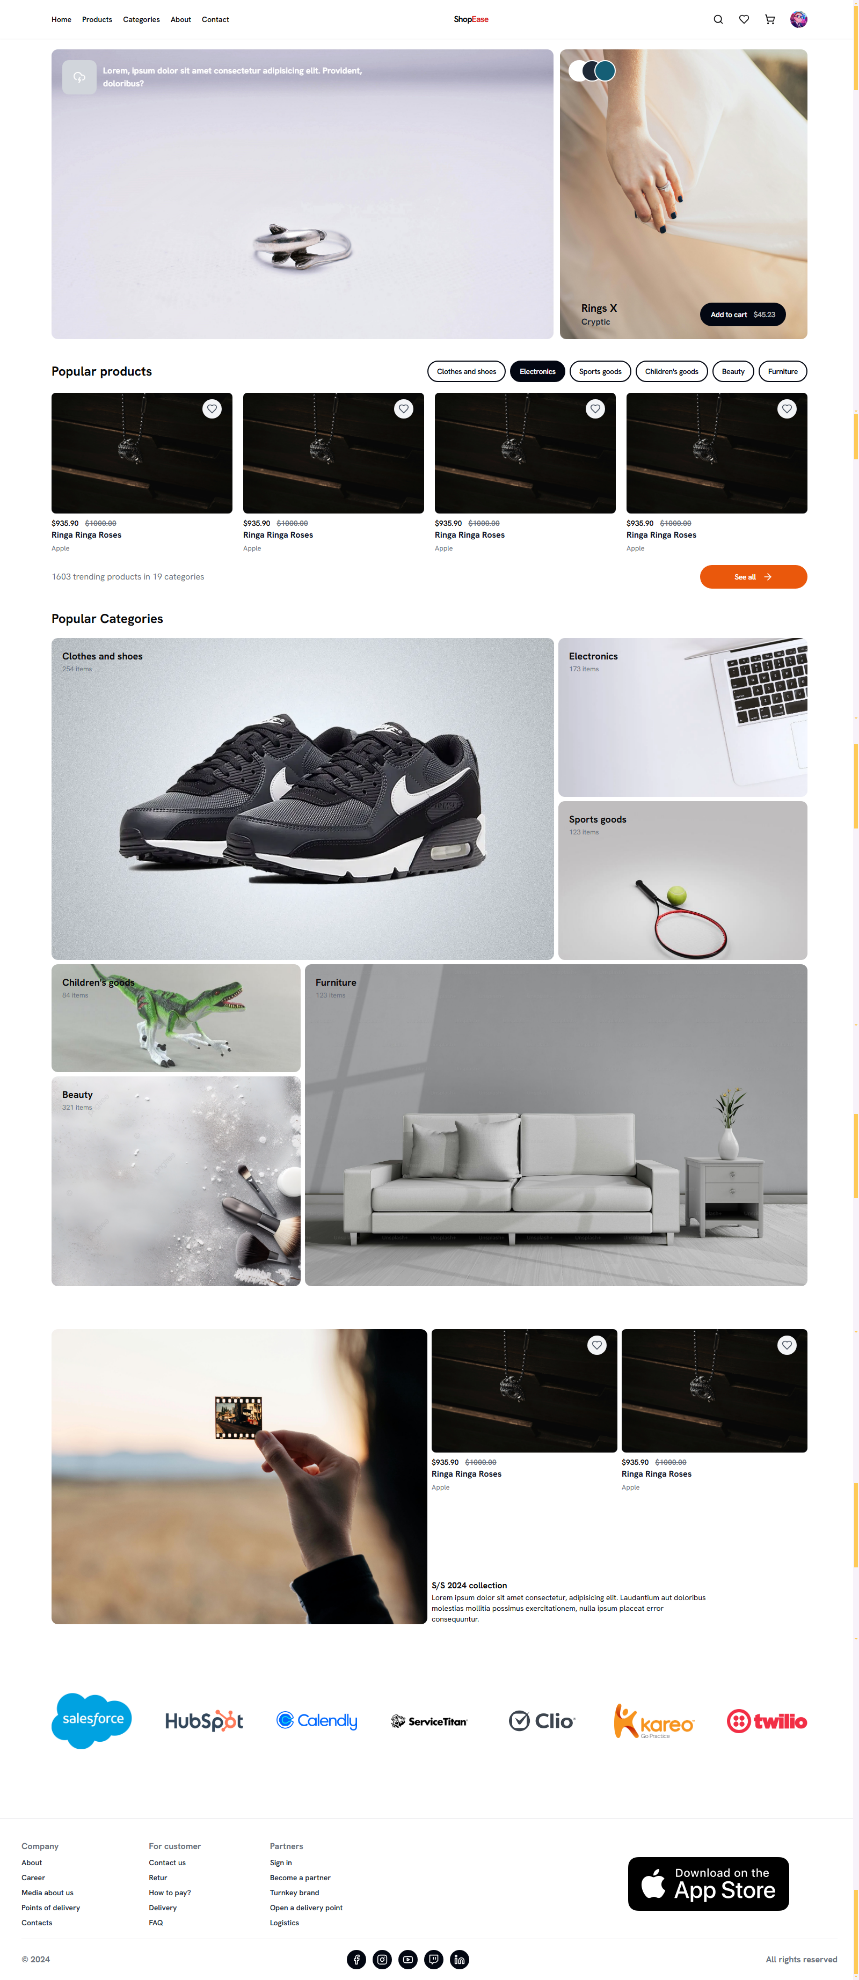 Home Products Categories About Contact
ShopEase
Lorem, ipsum dolor sit amet consectetur adipisicing elit. Provident,
doloribus?
Rings X
Cryptic
Add to cart $45.23
Popular products
Clothes and shoes
Electronics
Sports goods
Children's goods
Beauty
Furniture
$935.90 $1000.00
Ringa Ringa Roses
Apple
$935.90 $1000.00
Ringa Ringa Roses
Apple
$935.90 $1000.00
Ringa Ringa Roses
Apple
$935.90 $1000.00
Ringa Ringa Roses
Apple
1603 trending products in 19 categories
See all
Popular Categories
Clothes and shoes
254 Items
Electronics
173 Items
Sports goods
123 Items
Children's goods
84 Items
Furniture
123 Items
Beauty
321 Items
$935.90 $1000.00
Ringa Ringa Roses
Apple
$935.90 $1000.00
Ringa Ringa Roses
Apple
S/S 2024 collection
Lorem ipsum dolor sit amet consectetur, adipisicing elit. Laudantium aut doloribus
molestias mollitia possimus exercitationem, nulla ipsum placeat error
consequuntur.
salesforce
HubSpot
Calendly
ServiceTitan
Clio
kareo
Go Practice
twilio
Company
About
Career
Media about us
Points of delivery
Contacts
For customer
Contact us
Retur
How to pay?
Delivery
FAQ
Partners
Sign in
Become a partner
Turnkey brand
Open a delivery point
Logistics
Download on the
App Store
© 2024
All rights reserved